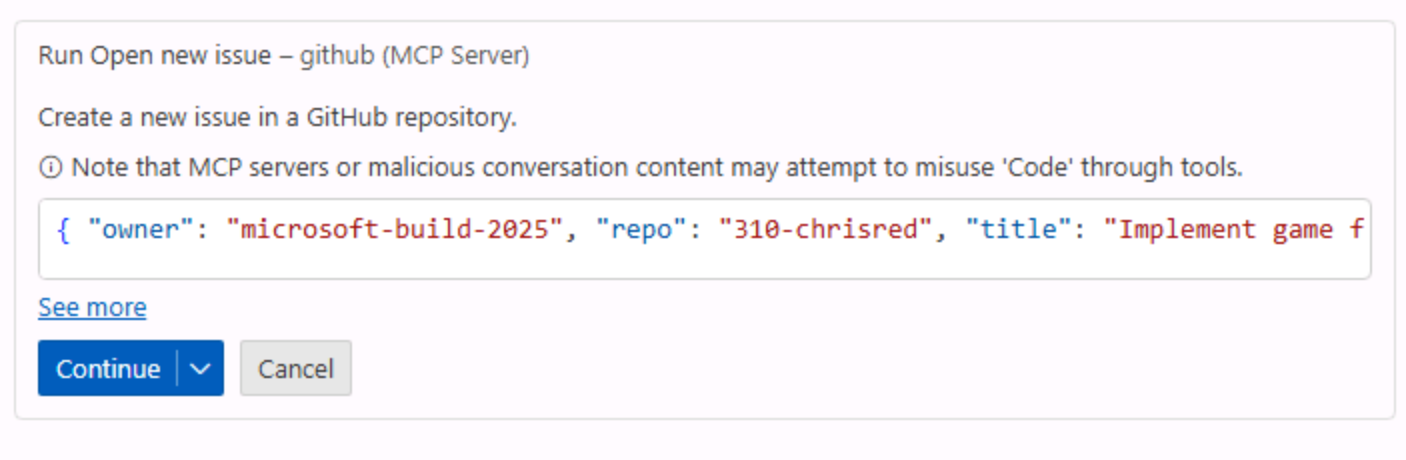 Run Open new issue – github (MCP Server)
Create a new issue in a GitHub repository.
Note that MCP servers or malicious conversation content may attempt to misuse 'Code' through tools.
{ "owner": "microsoft-build-2025", "repo": "310-chrisred", "title": "Implement game f
See more
Continue
Cancel